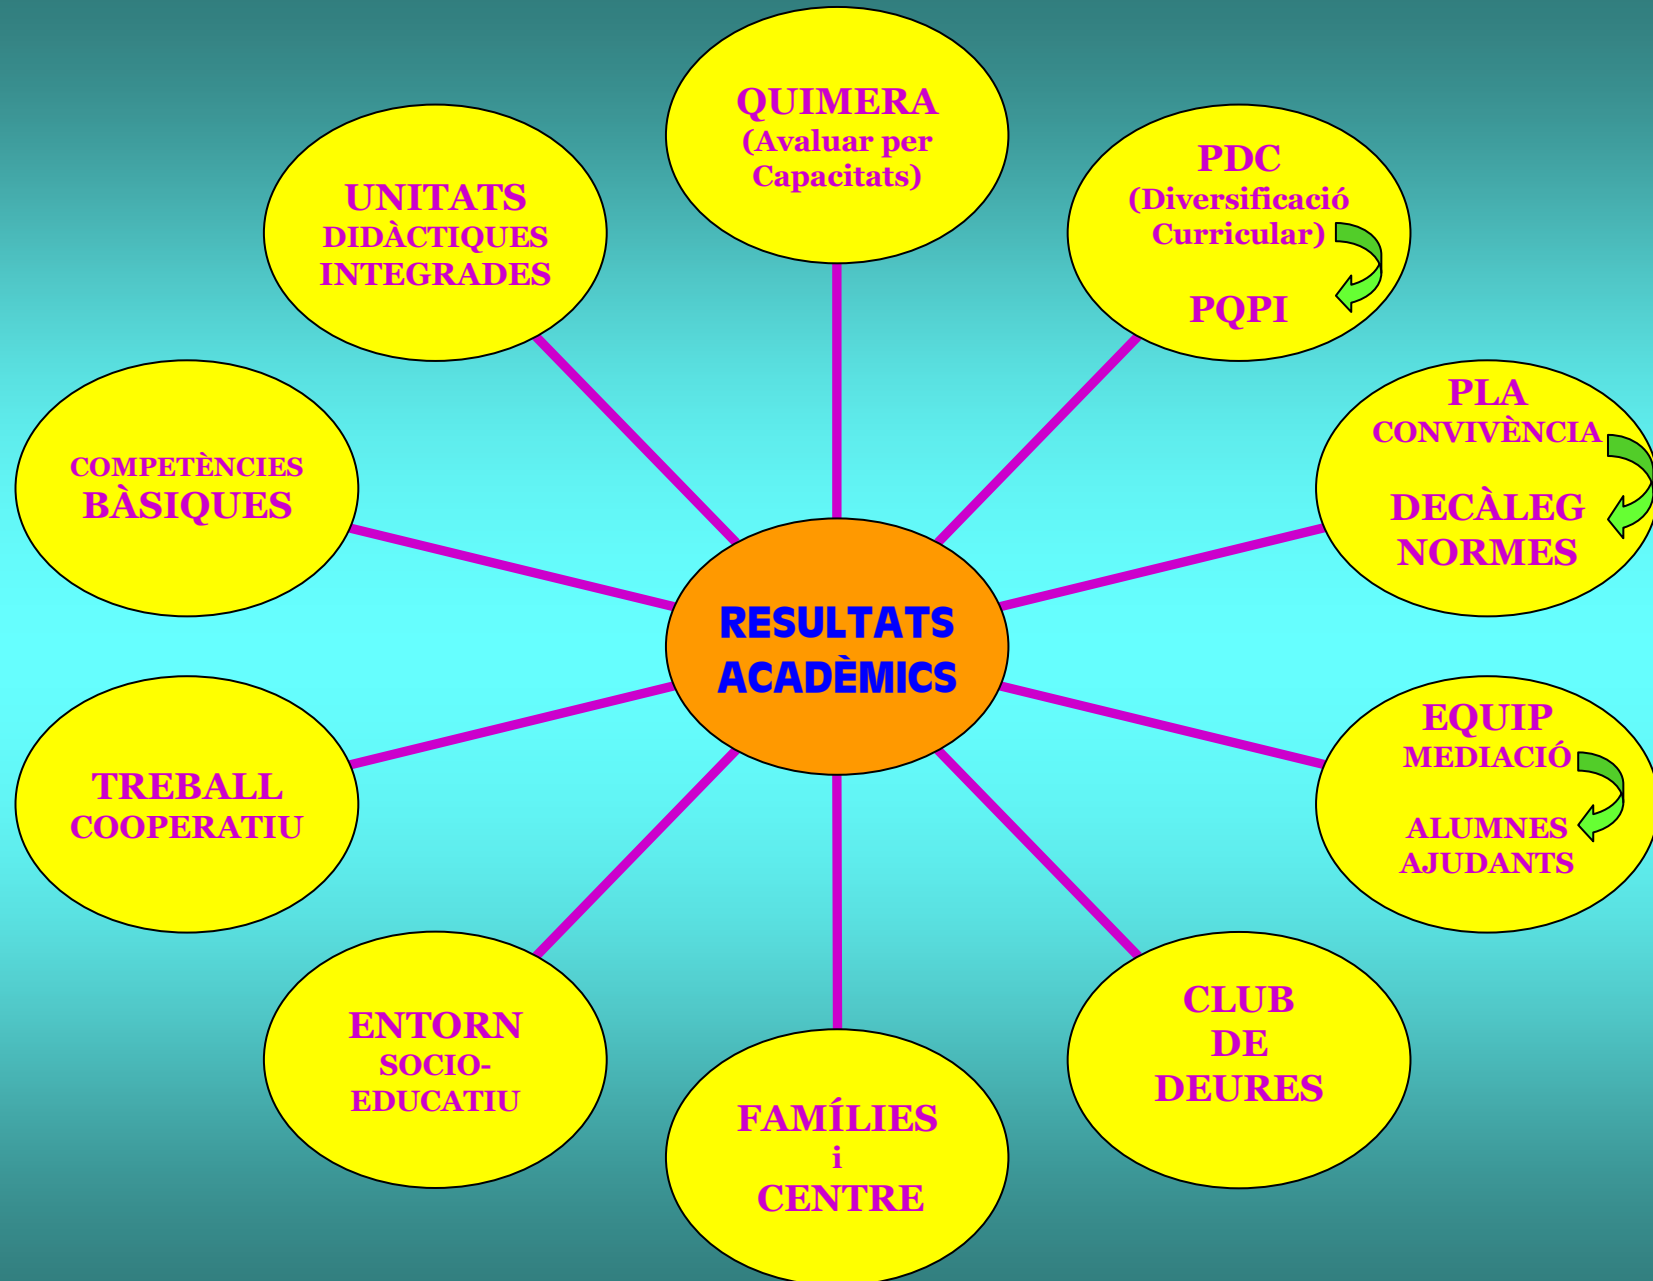 QUIMERA
(Avaluar per
Capacitats)
PDC
(Diversificació
Curricular)
PQPI
PLA
CONVIVÈNCIA
DECÀLEG
NORMES
EQUIP
MEDIACIÓ
ALUMNES
AJUDANTS
CLUB
DE
DEURES
FAMÍLIES
i
CENTRE
ENTORN
SOCIO-
EDUCATIU
TREBALL
COOPERATIU
COMPETÈNCIES
BÀSIQUES
UNITATS
DIDÀCTIQUES
INTEGRADES
RESULTATS
ACADÈMICS